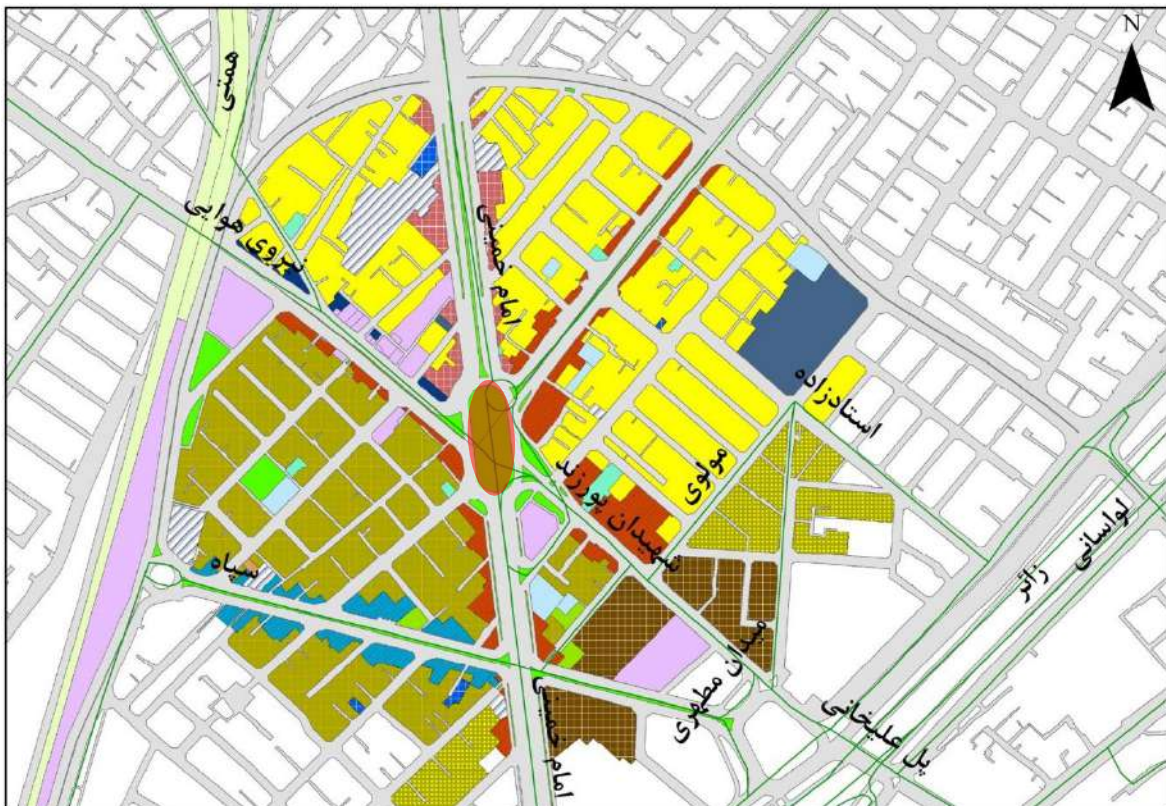 N
همتی
نیروی هوایی
امام خمینی
استادزاده
مولوی
شهیدان پورزند
لواسانی
زائر
سپاه
میدان مطهری
امام خمینی
پل علیخانی